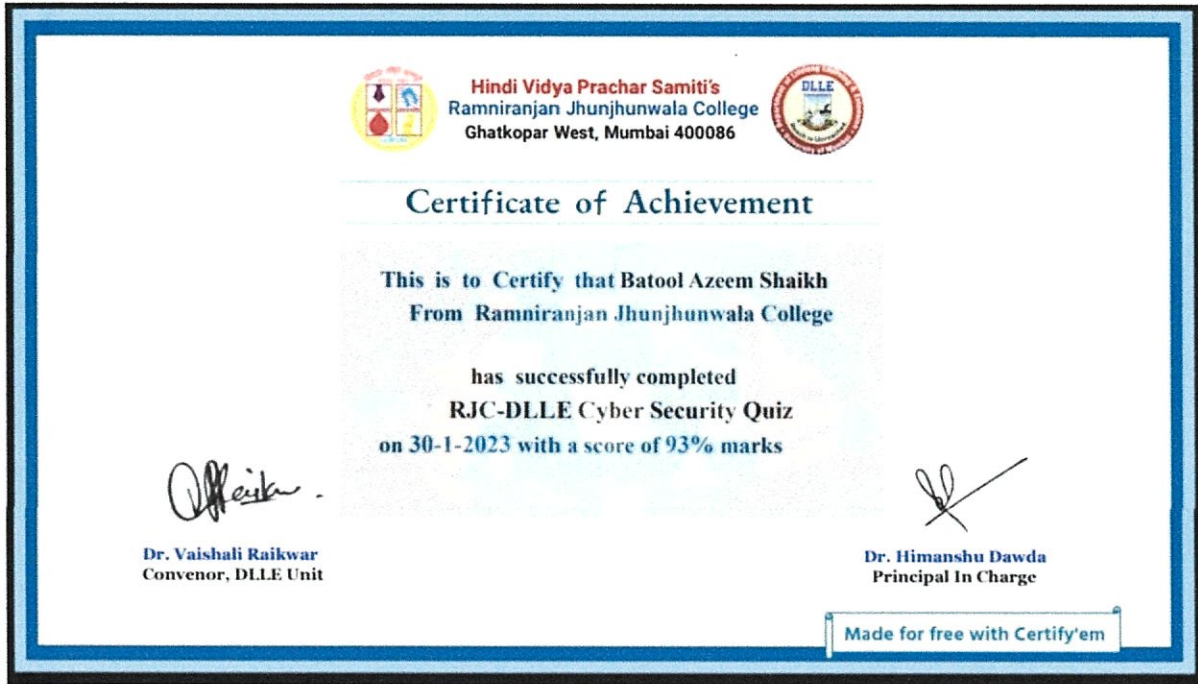 Hindi Vidya Prachar Samiti's
Ramniranjan Jhunjhunwala College
Ghatkopar West, Mumbai 400086
DLLE
Certificate of Achievement
This is to Certify that Batool Azeem Shaikh
From Ramniranjan Jhunjhunwala College
has successfully completed
RJC-DLLE Cyber Security Quiz
on 30-1-2023 with a score of 93% marks
Dr. Vaishali Raikwar
Convenor, DLLE Unit
Dr. Himanshu Dawda
Principal In Charge
Made for free with Certify'em